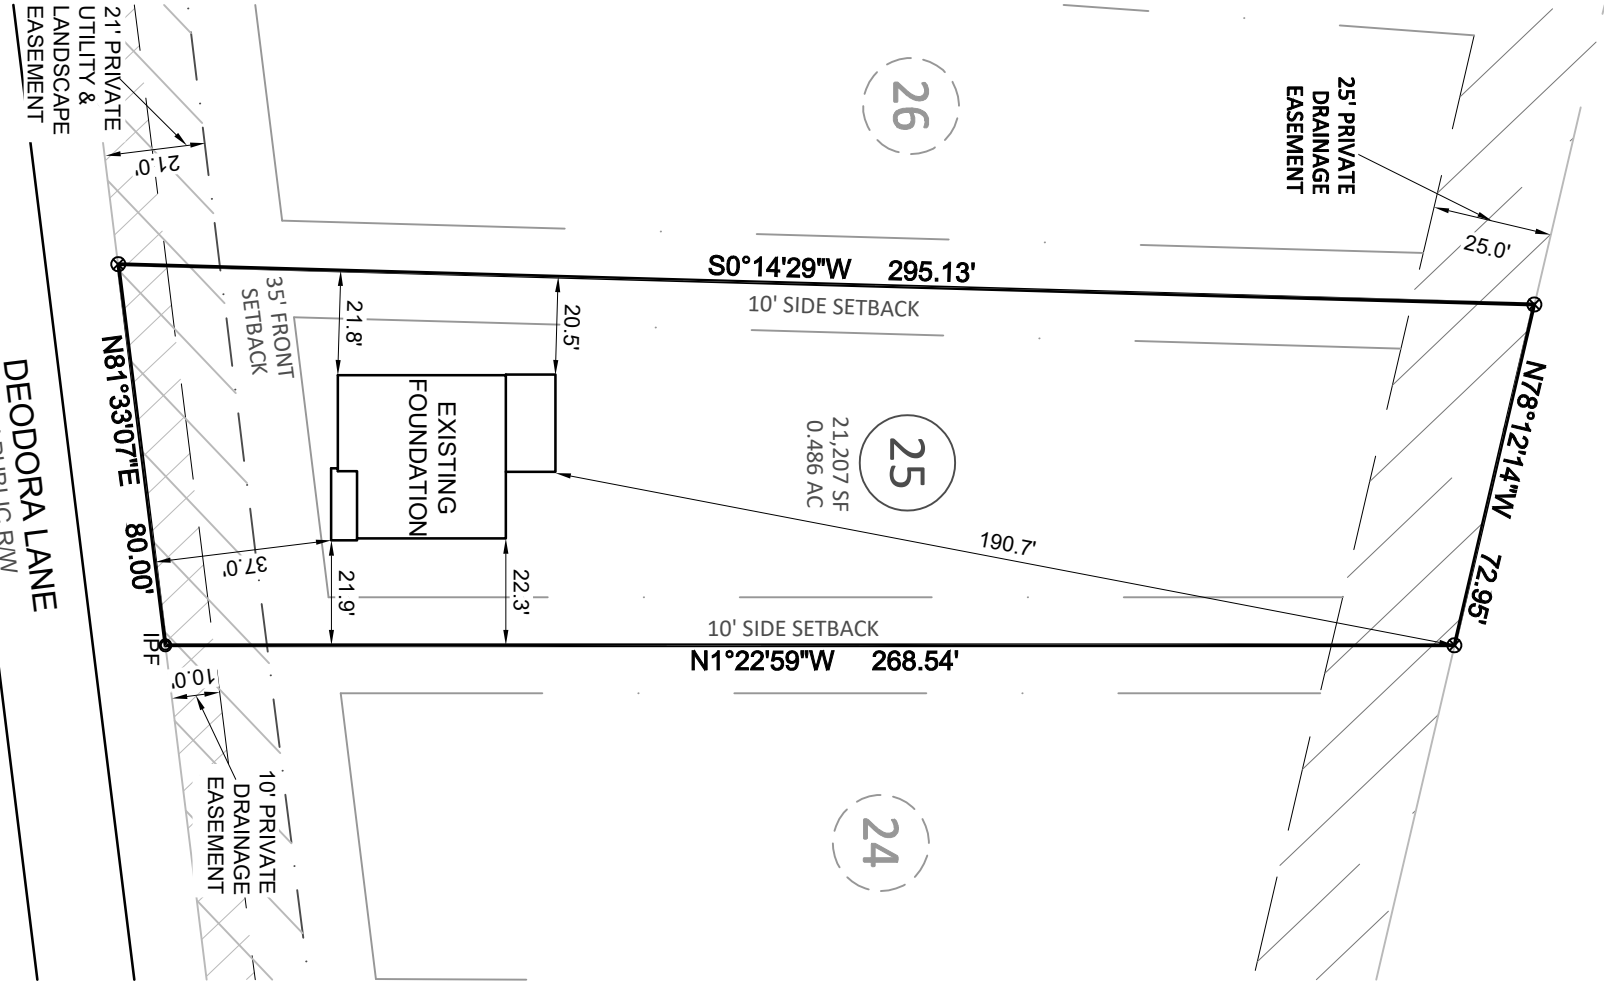 21' PRIVATE
UTILITY &
LANDSCAPE
EASEMENT
21.0'
26
25' PRIVATE
DRAINAGE
EASEMENT
25.0'
S0°14'29"W 295.13'
10' SIDE SETBACK
35' FRONT
SETBACK
21.8'
20.5'
N81°33'07"E 80.00'
EXISTING
FOUNDATION
25
21,207 SF
0.486 AC
N78°12'14"W 72.95'
190.7'
37.0'
21.9'
22.3'
10' SIDE SETBACK
N1°22'59"W 268.54'
IPF
10.0'
10' PRIVATE
DRAINAGE
EASEMENT
24
DEODORA LANE
PUBLIC R/W